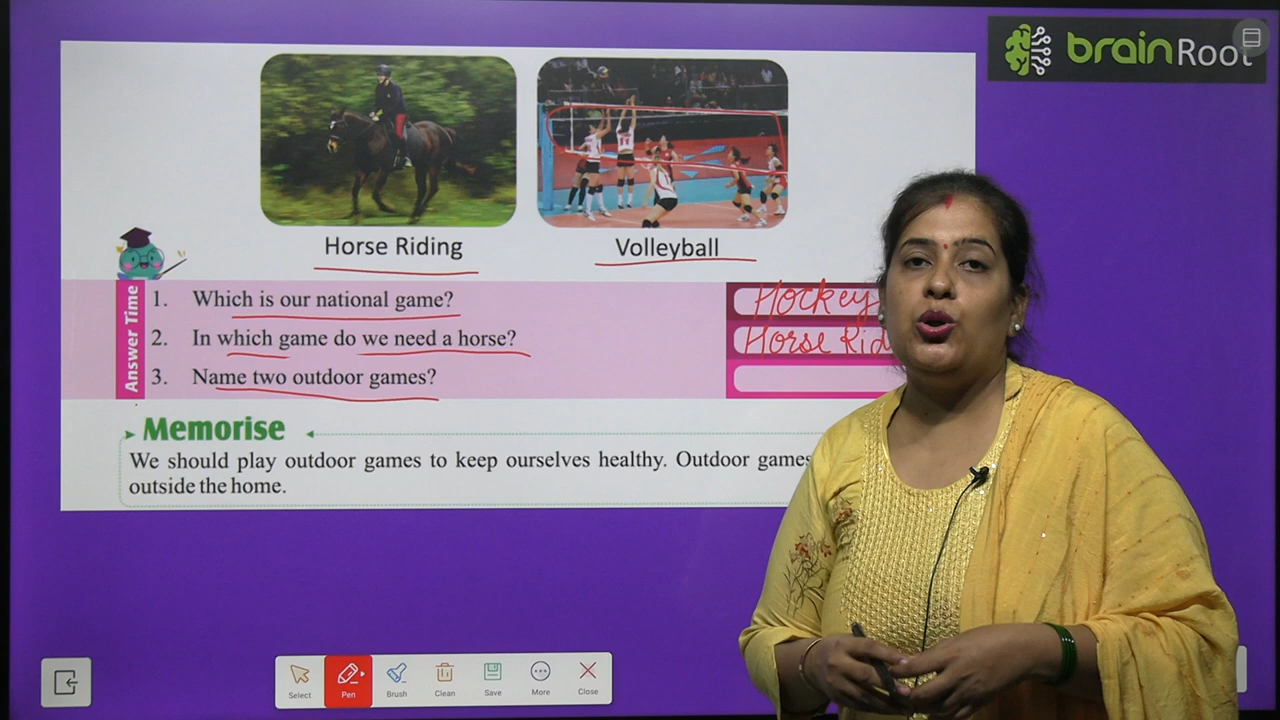 brainRoot
Horse Riding
Volleyball
Answer Time
1. Which is our national game?
Hockey
2. In which game do we need a horse?
Horse Rid
3. Name two outdoor games?
Memorise
We should play outdoor games to keep ourselves healthy. Outdoor games
outside the home.
Select
Pen
Brush
Clean
Save
More
Close